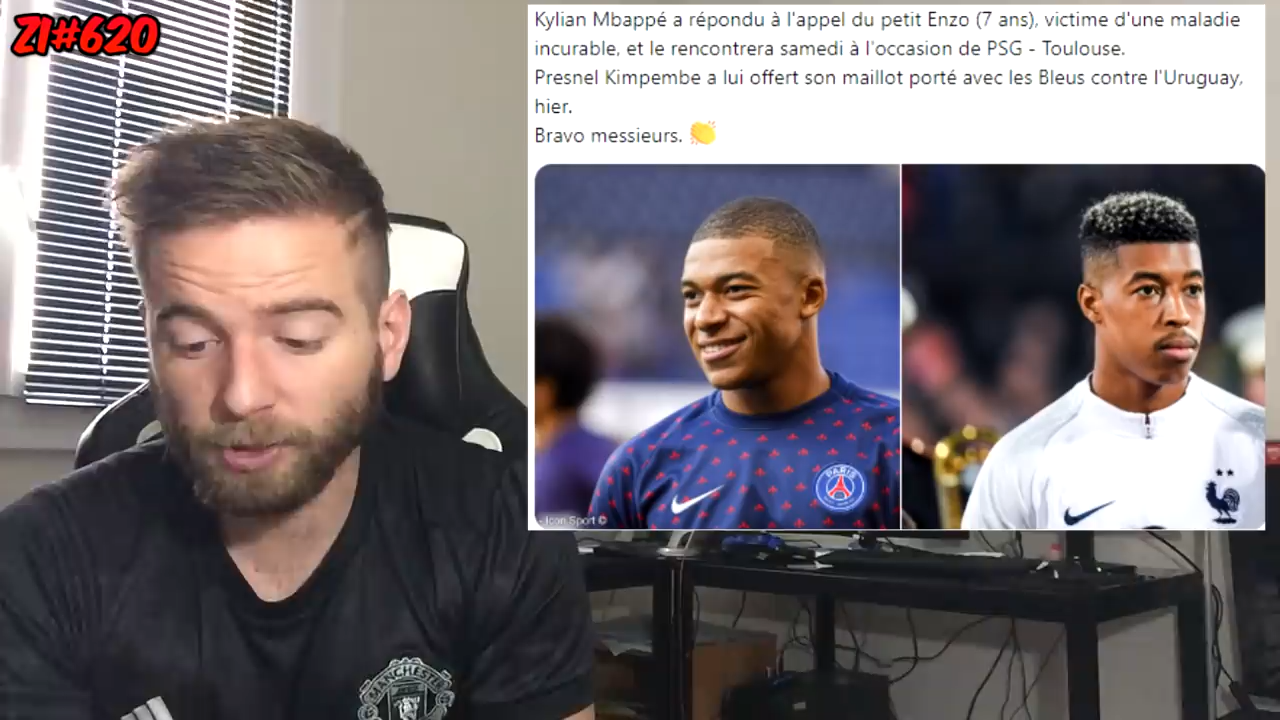 ZI#620
Kylian Mbappé a répondu à l'appel du petit Enzo (7 ans), victime d'une maladie
incurable, et le rencontrera samedi à l'occasion de PSG - Toulouse.
Presnel Kimpembe a lui offert son maillot porté avec les Bleus contre l'Uruguay,
hier.
Bravo messieurs. 👏
PARIS
Icon Sport ©
MANCHESTER